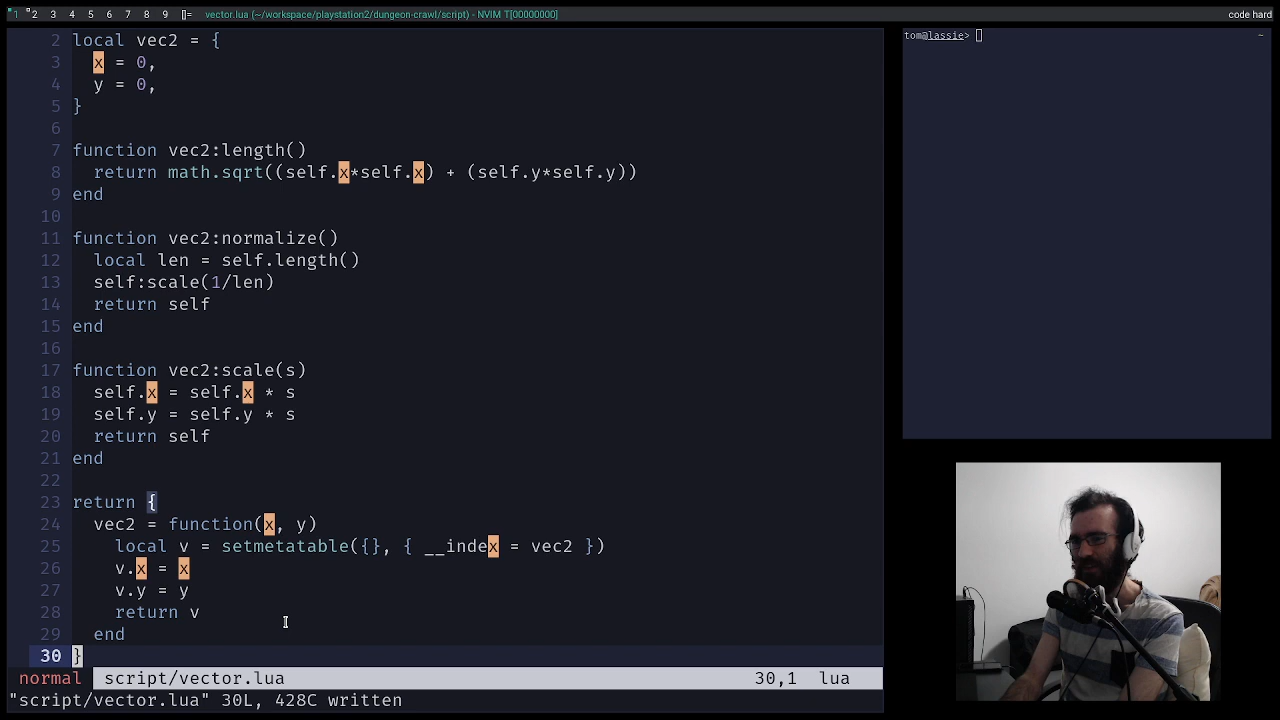 1 2 3 4 5 6 7 8 9 []= vector.lua (~/workspace/playstation2/dungeon-crawl/script) - NVIM T[00000000] code hard
2 local vec2 = {
3 x = 0,
4 y = 0,
5 }
6
7 function vec2:length()
8 return math.sqrt((self.x*self.x) + (self.y*self.y))
9 end
10
11 function vec2:normalize()
12 local len = self.length()
13 self:scale(1/len)
14 return self
15 end
16
17 function vec2:scale(s)
18 self.x = self.x * s
19 self.y = self.y * s
20 return self
21 end
22
23 return {
24 vec2 = function(x, y)
25 local v = setmetatable({}, { __index = vec2 })
26 v.x = x
27 v.y = y
28 return v
29 end
30 }
normal script/vector.lua 30,1 lua
"script/vector.lua" 30L, 428C written
tom@lassie> ~